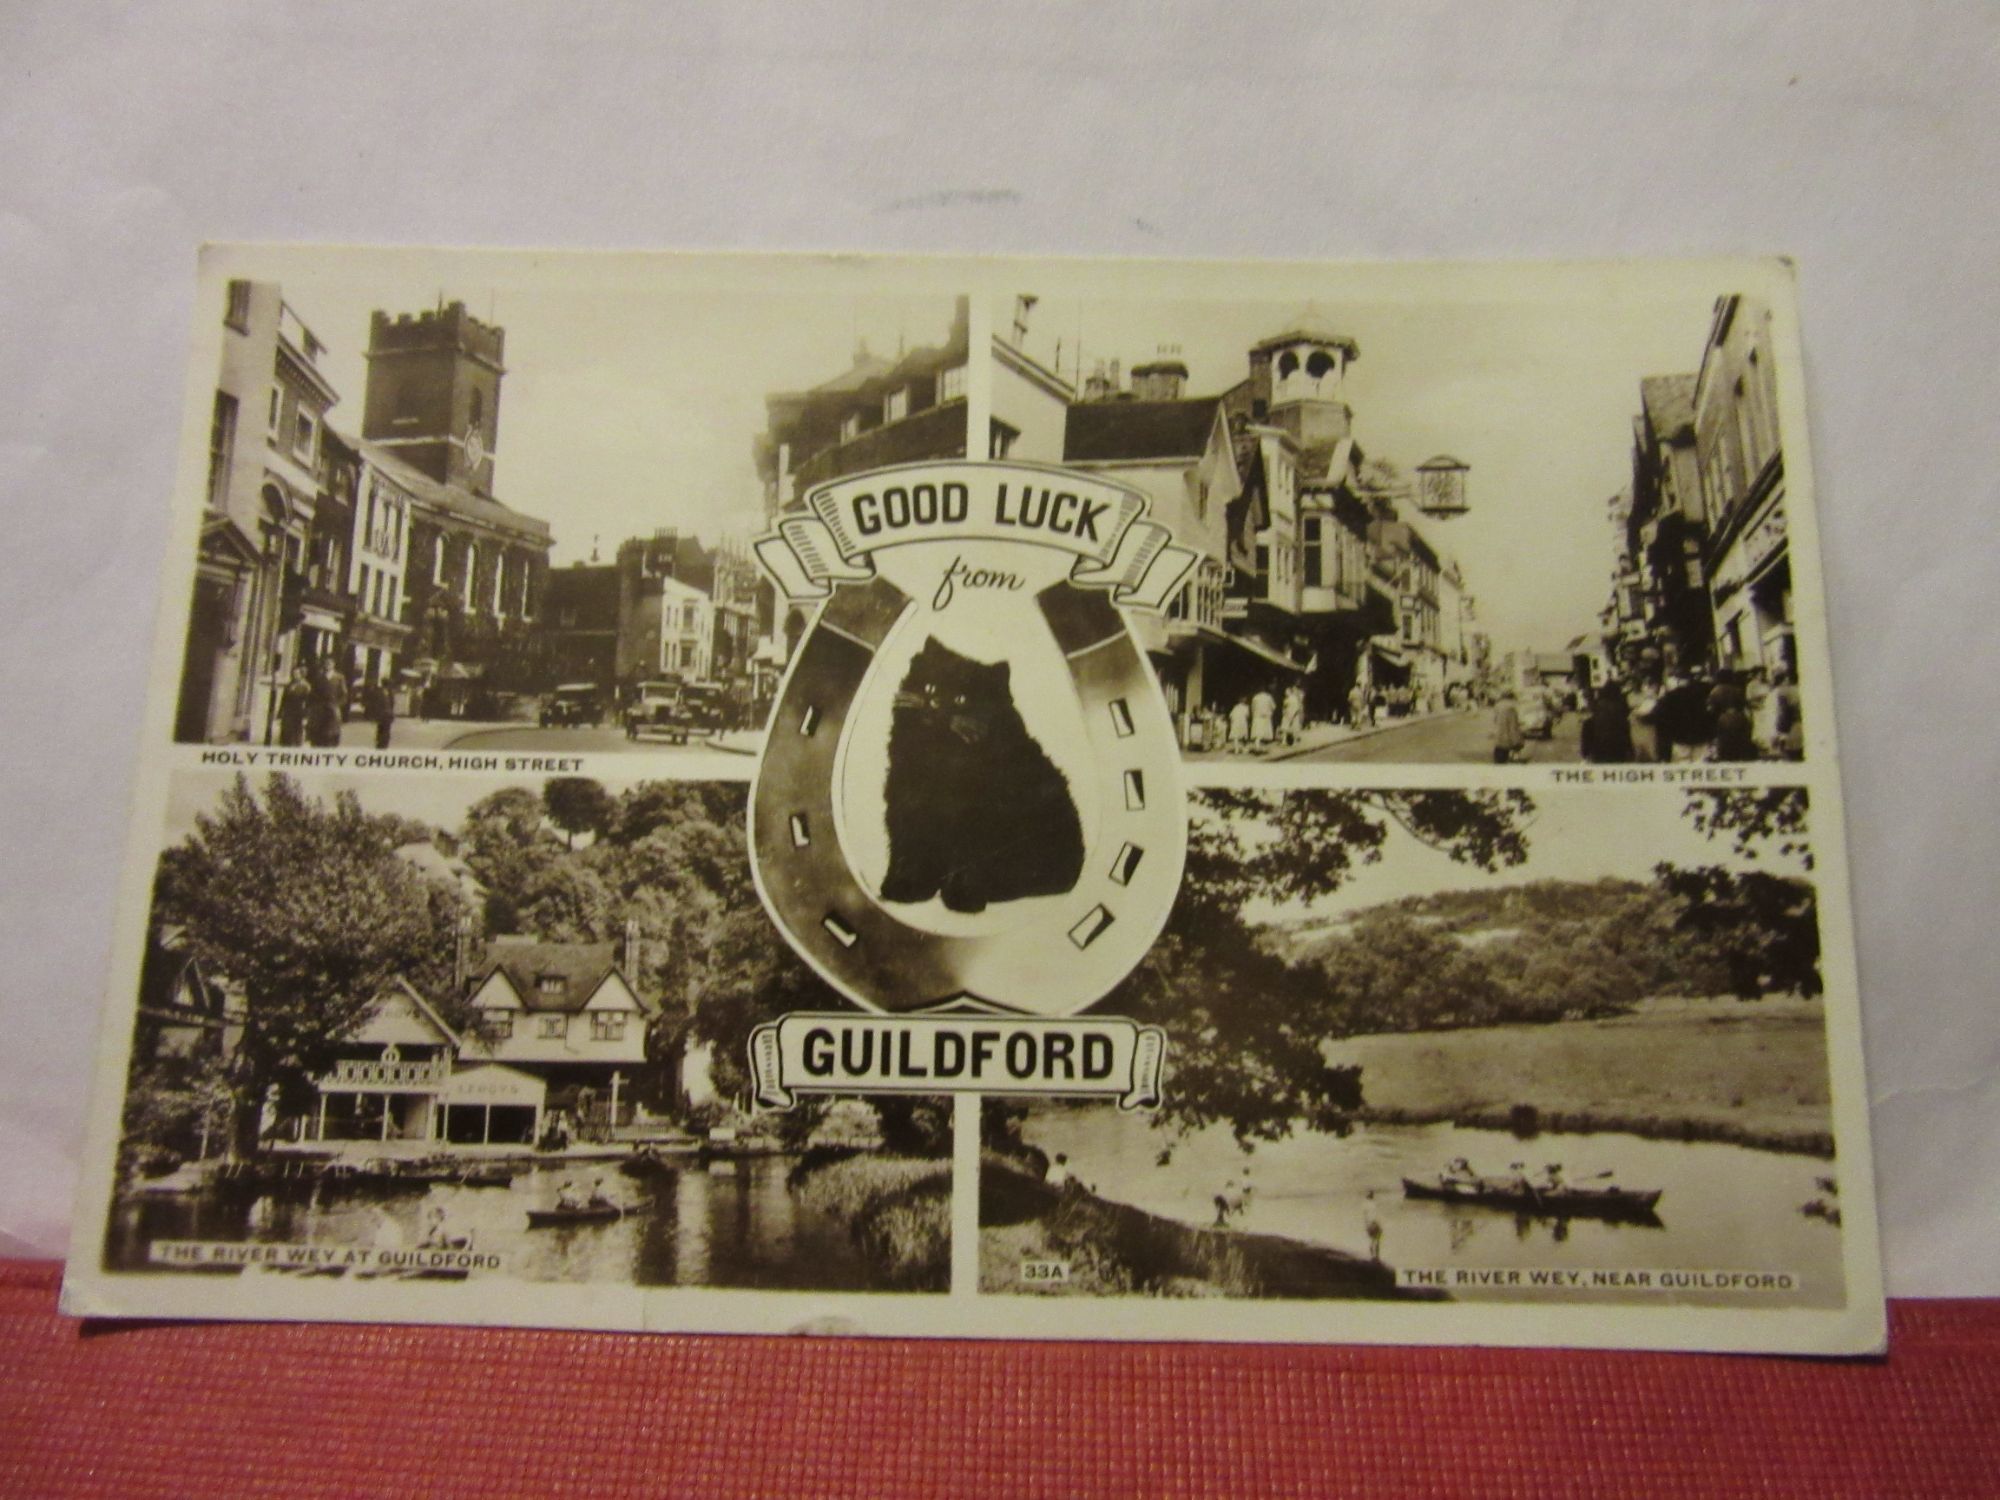 GOOD LUCK
from
GUILDFORD
HOLY TRINITY CHURCH, HIGH STREET
THE HIGH STREET
LEROYS
THE RIVER WEY AT GUILDFORD
33A
THE RIVER WEY, NEAR GUILDFORD